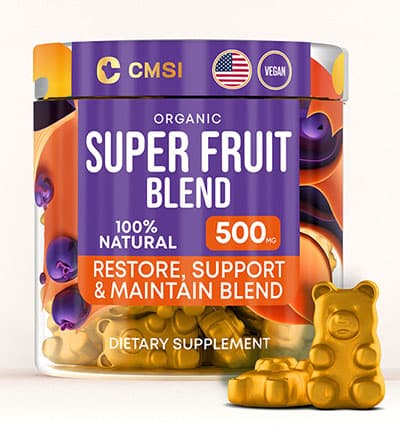 CMSI
VEGAN
ORGANIC
SUPER FRUIT
BLEND
100%
NATURAL
500MG
RESTORE, SUPPORT
& MAINTAIN BLEND
DIETARY SUPPLEMENT